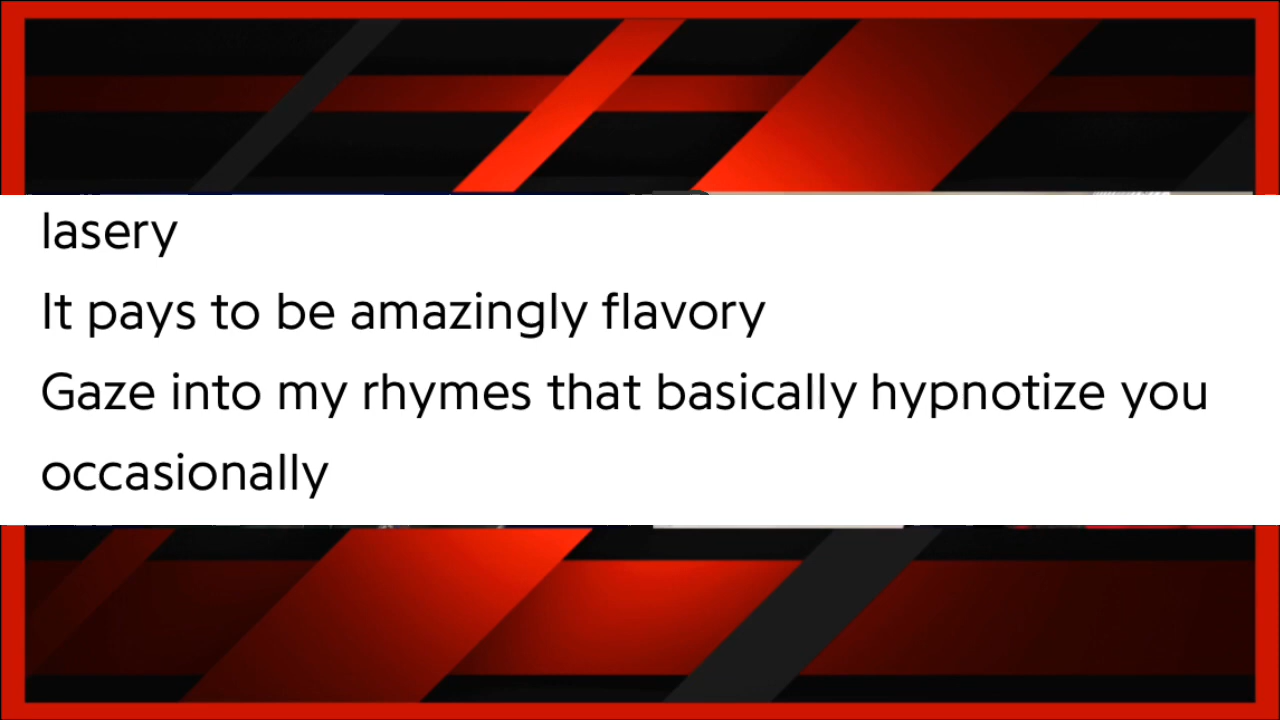 lasery
It pays to be amazingly flavory
Gaze into my rhymes that basically hypnotize you
occasionally